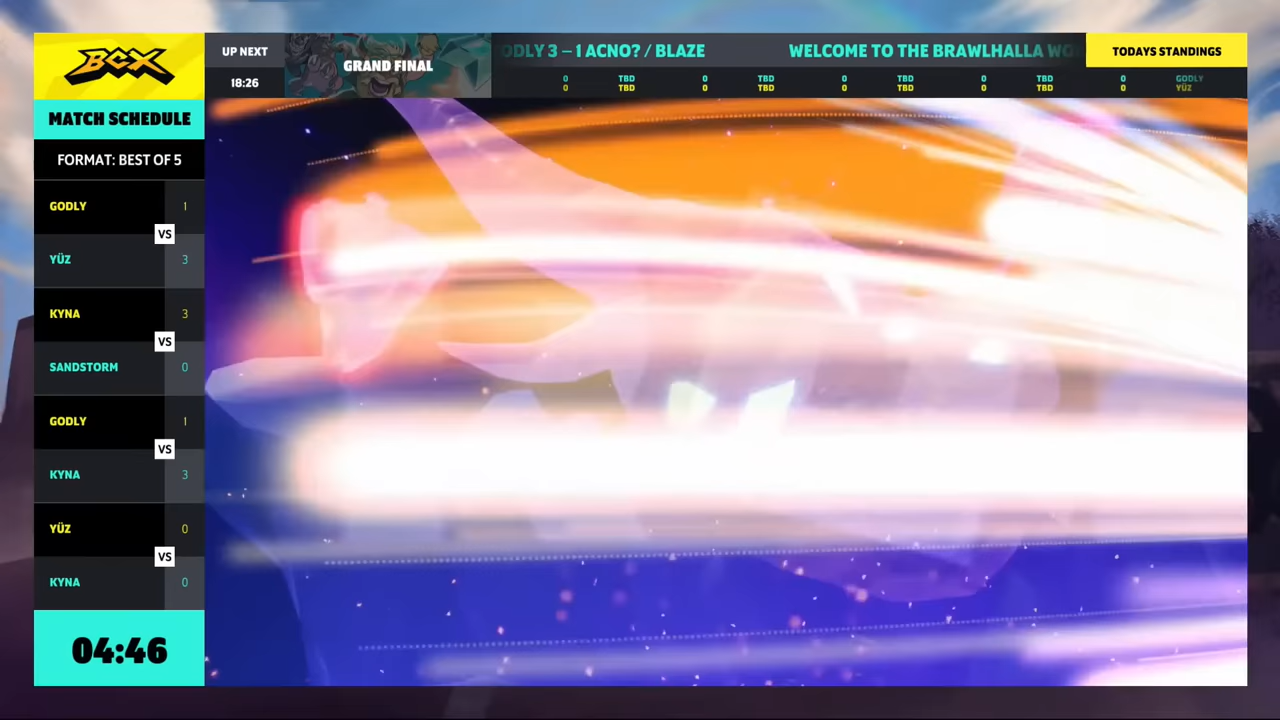 BCX
UP NEXT
18:26
GRAND FINAL
ODLY 3 – 1 ACNO? / BLAZE
WELCOME TO THE BRAWLHALLA WO
TODAYS STANDINGS
0 TBD 0 TBD 0 TBD 0 TBD 0 GODLY
0 TBD 0 TBD 0 TBD 0 TBD 0 YÜZ
MATCH SCHEDULE
FORMAT: BEST OF 5
GODLY 1
VS
YÜZ 3
KYNA 3
VS
SANDSTORM 0
GODLY 1
VS
KYNA 3
YÜZ 0
VS
KYNA 0
04:46